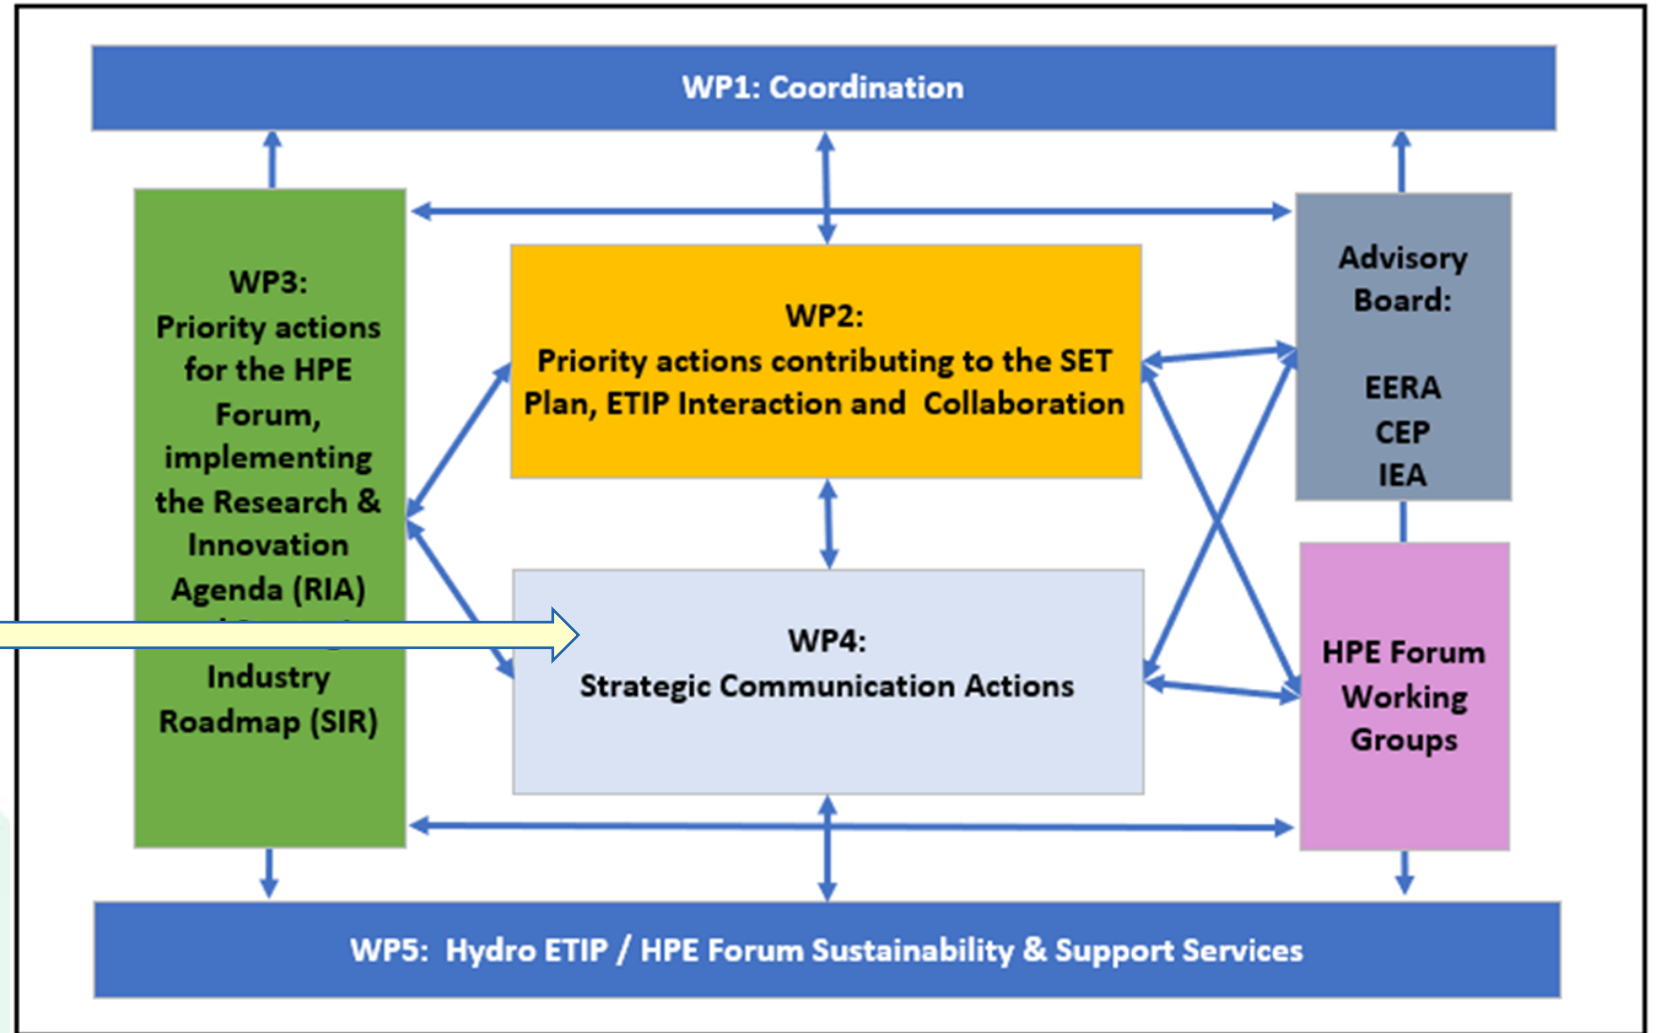 WP1: Coordination
WP3:
Priority actions
for the HPE
Forum,
implementing
the Research &
Innovation
Agenda (RIA)
Industry
Roadmap (SIR)
WP2:
Priority actions contributing to the SET
Plan, ETIP Interaction and Collaboration
WP4:
Strategic Communication Actions
Advisory
Board:
EERA
CEP
IEA
HPE Forum
Working
Groups
WP5: Hydro ETIP / HPE Forum Sustainability & Support Services